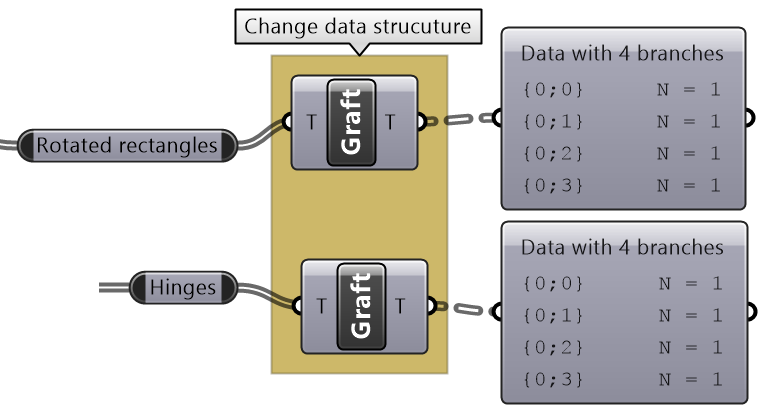 Change data strucuture
T Graft T
Rotated rectangles
Data with 4 branches
{0;0} N = 1
{0;1} N = 1
{0;2} N = 1
{0;3} N = 1
Hinges
T Graft T
Data with 4 branches
{0;0} N = 1
{0;1} N = 1
{0;2} N = 1
{0;3} N = 1